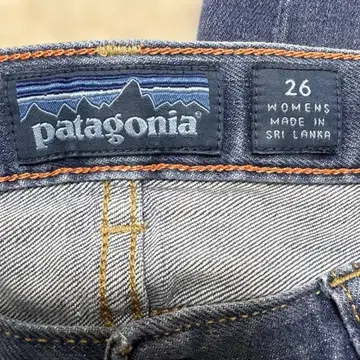 patagonia®
26
WOMENS
MADE IN
SRI LANKA